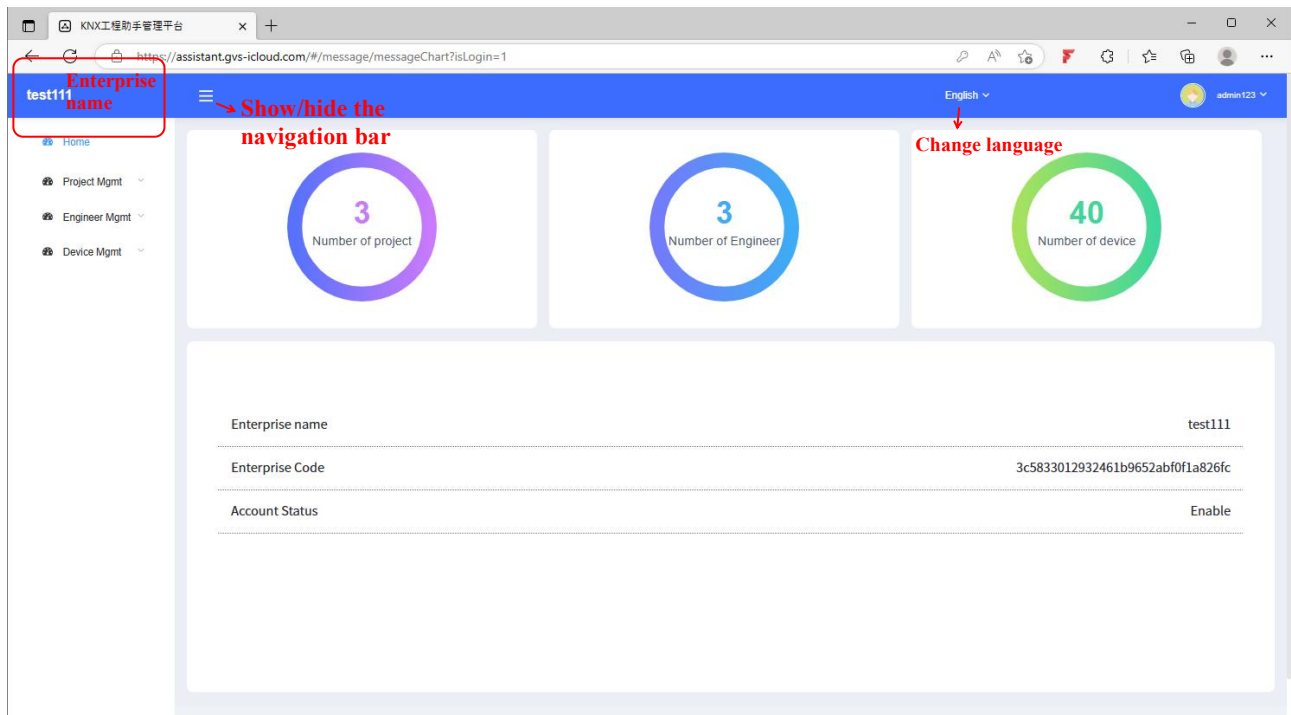 KNX工程助手管理平台
https://assistant.gvs-icloud.com/#/message/messageChart?isLogin=1
test111
Enterprise
name
Show/hide the
navigation bar
English
Change language
admin123
Home
Project Mgmt
Engineer Mgmt
Device Mgmt
3
Number of project
3
Number of Engineer
40
Number of device
Enterprise name test111
Enterprise Code 3c5833012932461b9652abf0f1a826fc
Account Status Enable